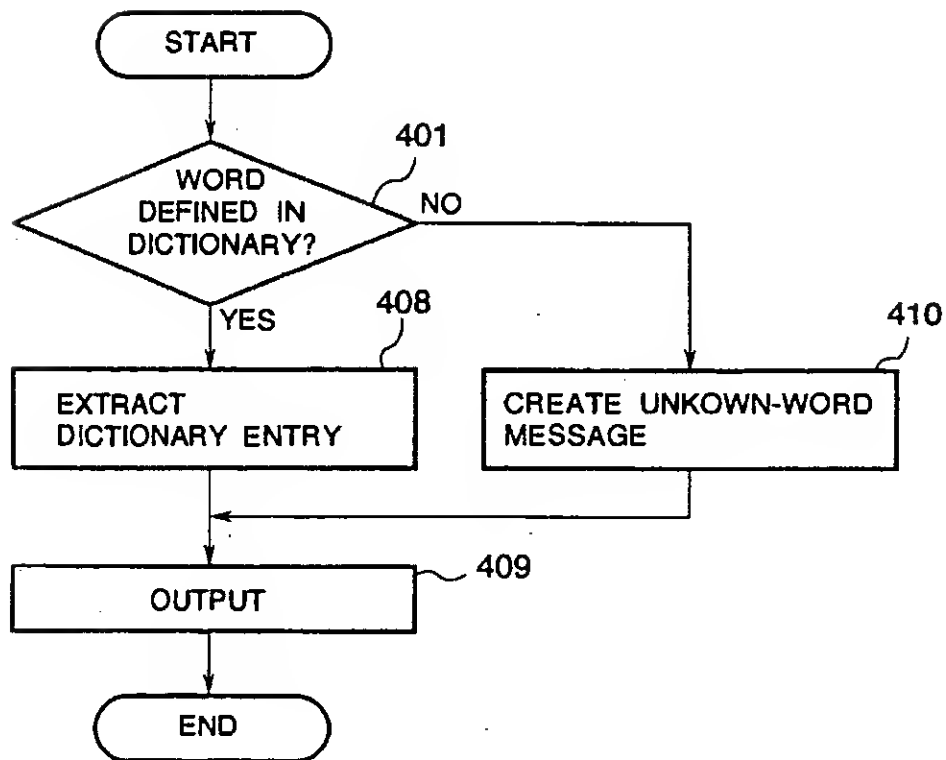 START
401
WORD
DEFINED IN
DICTIONARY?
NO
YES
408
410
EXTRACT
DICTIONARY ENTRY
CREATE UNKOWN-WORD
MESSAGE
409
OUTPUT
END